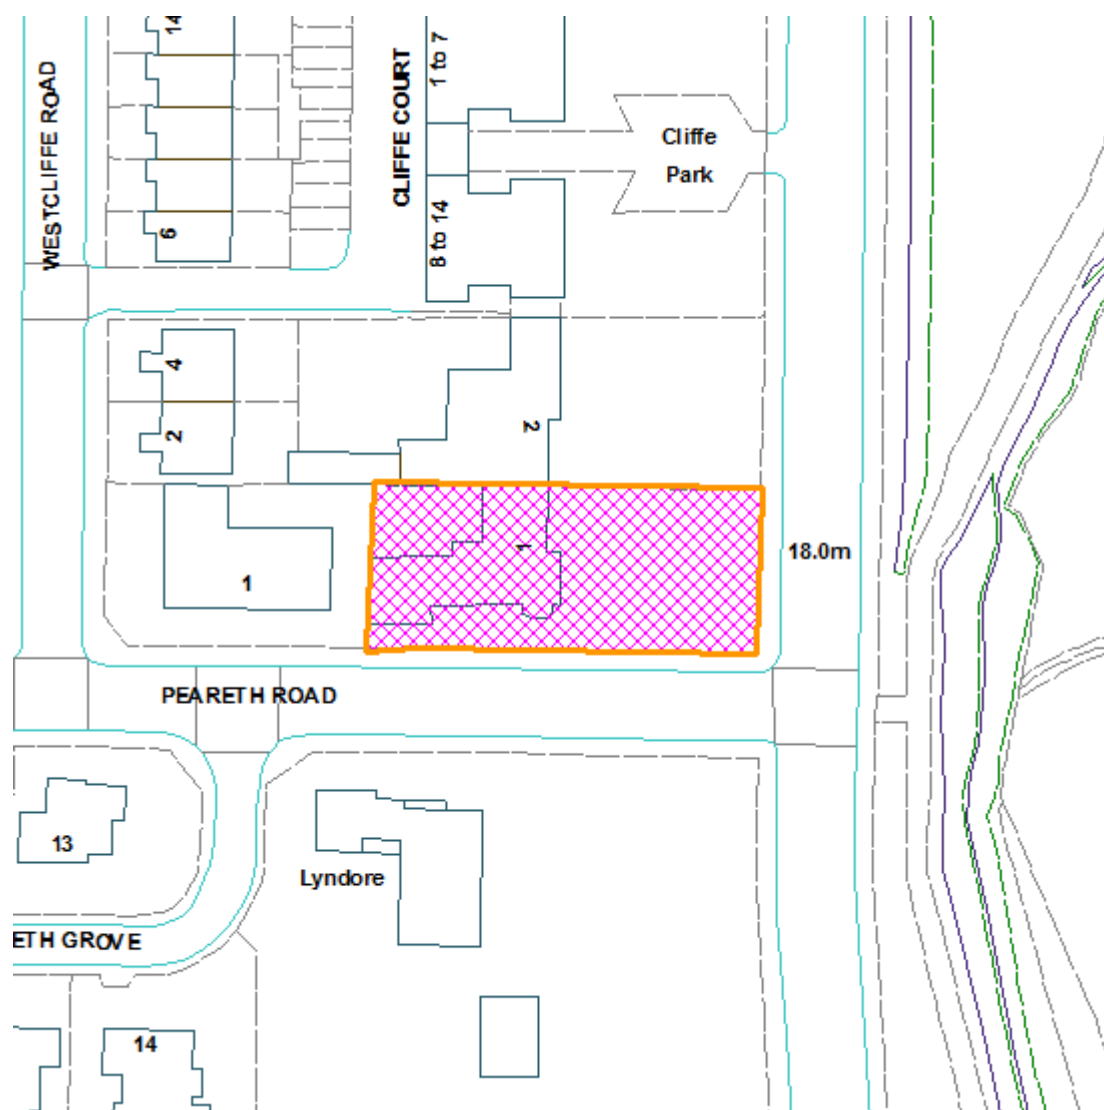 14
WESTCLIFFE ROAD
CLIFFE COURT
1 to 7
Cliffe
Park
6
8 to 14
4
2
2
1
1
18.0m
PEARETH ROAD
13
Lyndore
ETH GROVE
14